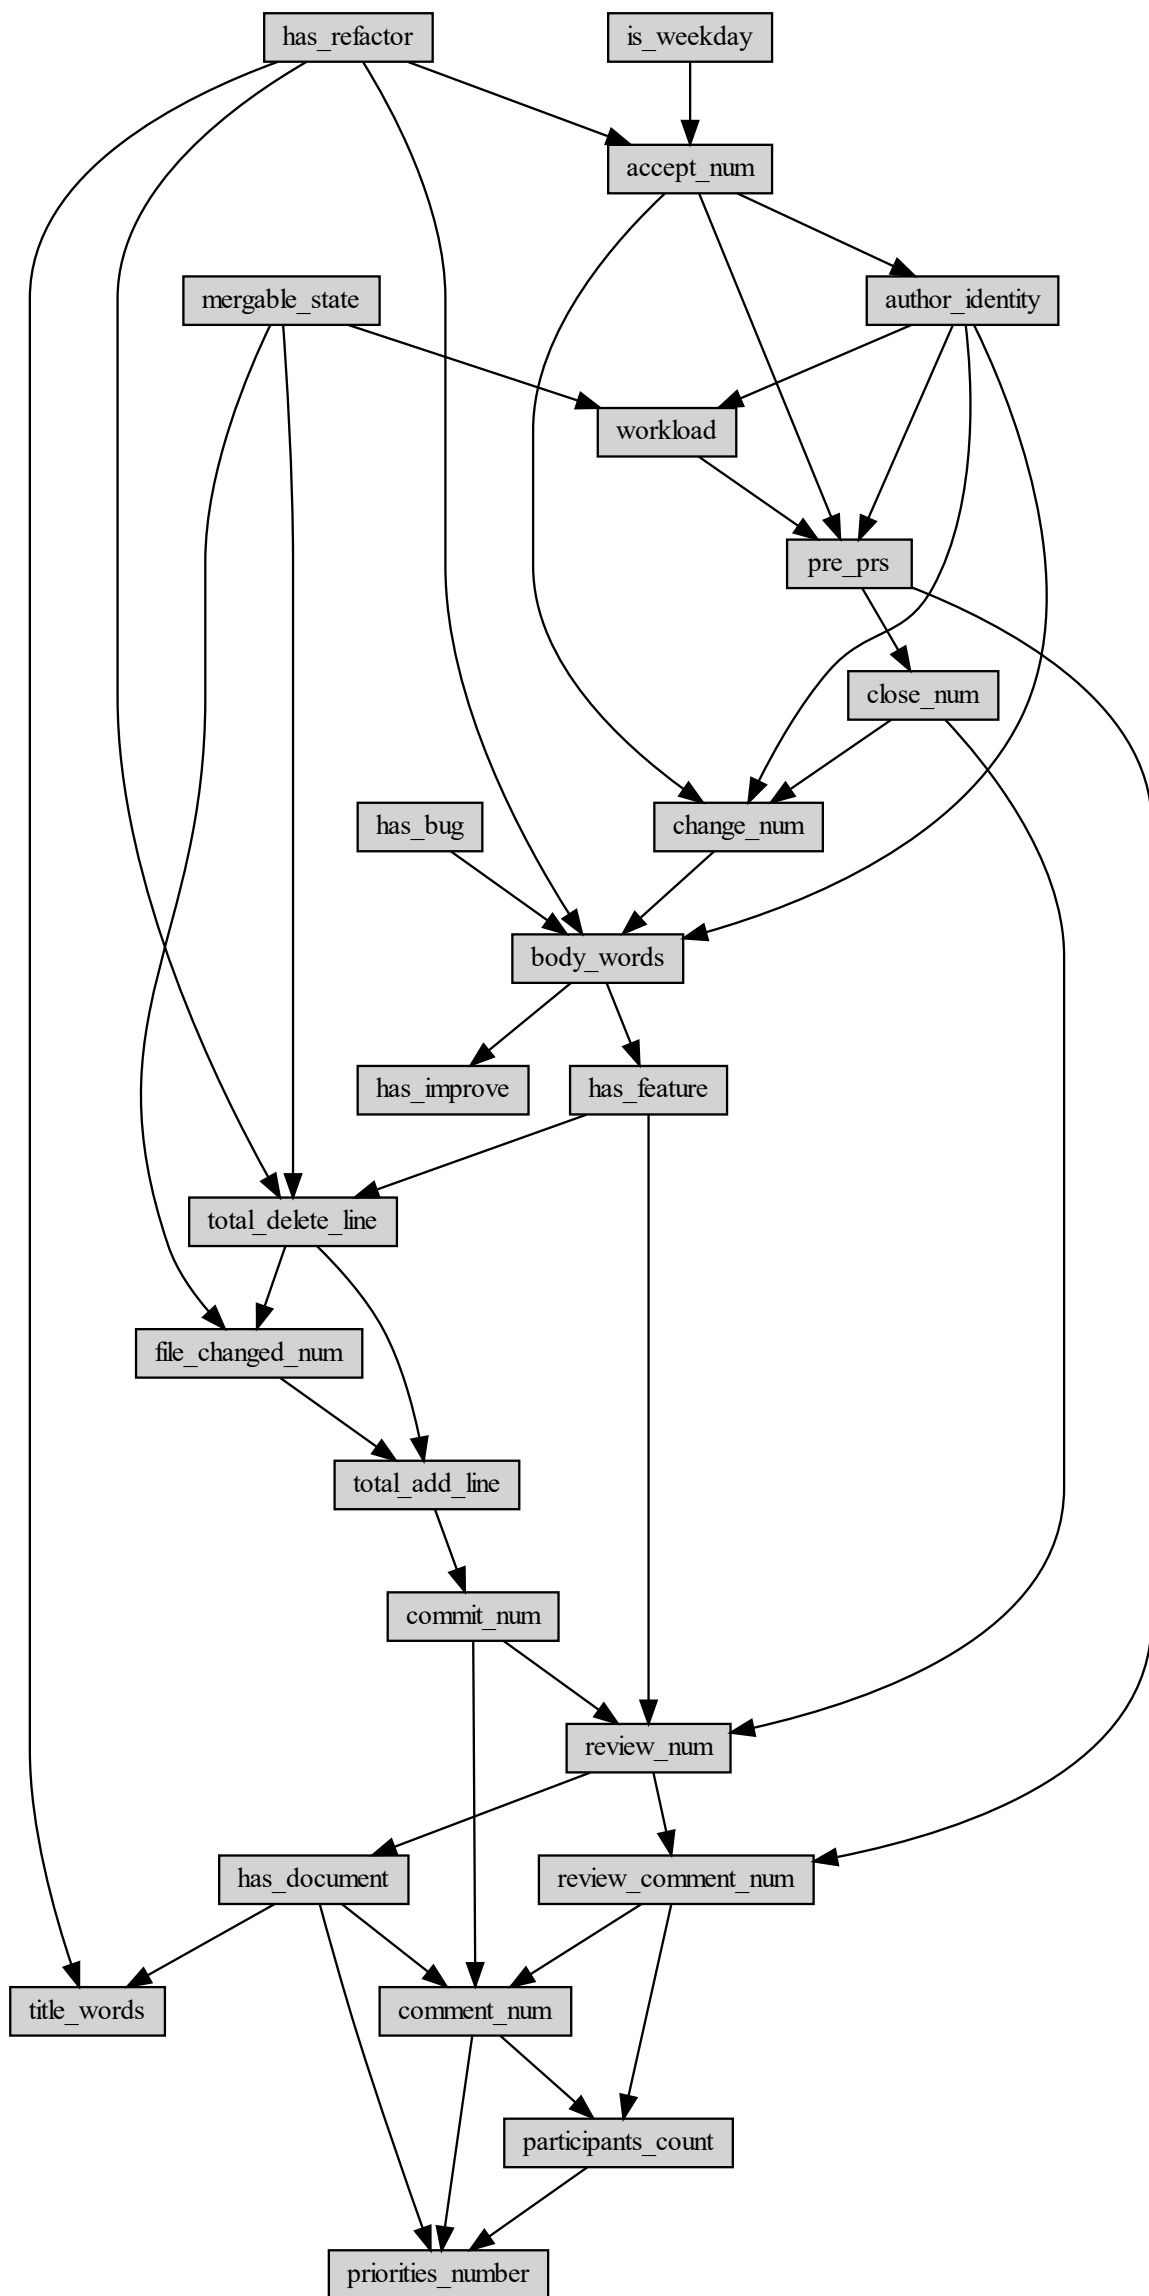 has_refactor
is_weekday
accept_num
mergable_state
author_identity
workload
pre_prs
close_num
has_bug
change_num
body_words
has_improve
has_feature
total_delete_line
file_changed_num
total_add_line
commit_num
review_num
has_document
review_comment_num
title_words
comment_num
participants_count
priorities_number